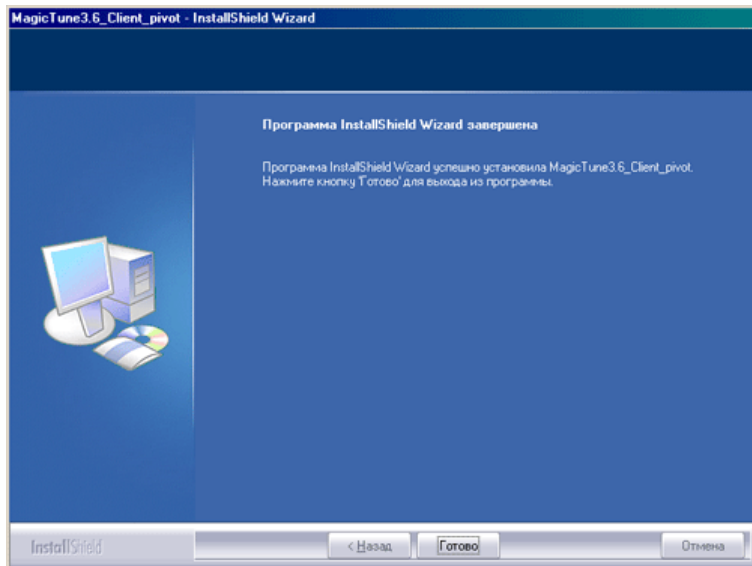 MagicTune3.6_Client_pivot - InstallShield Wizard
Программа InstallShield Wizard завершена
Программа InstallShield Wizard успешно установила MagicTune3.6_Client_pivot.
Нажмите кнопку 'Готово' для выхода из программы.
InstallShield
< Назад
Готово
Отмена